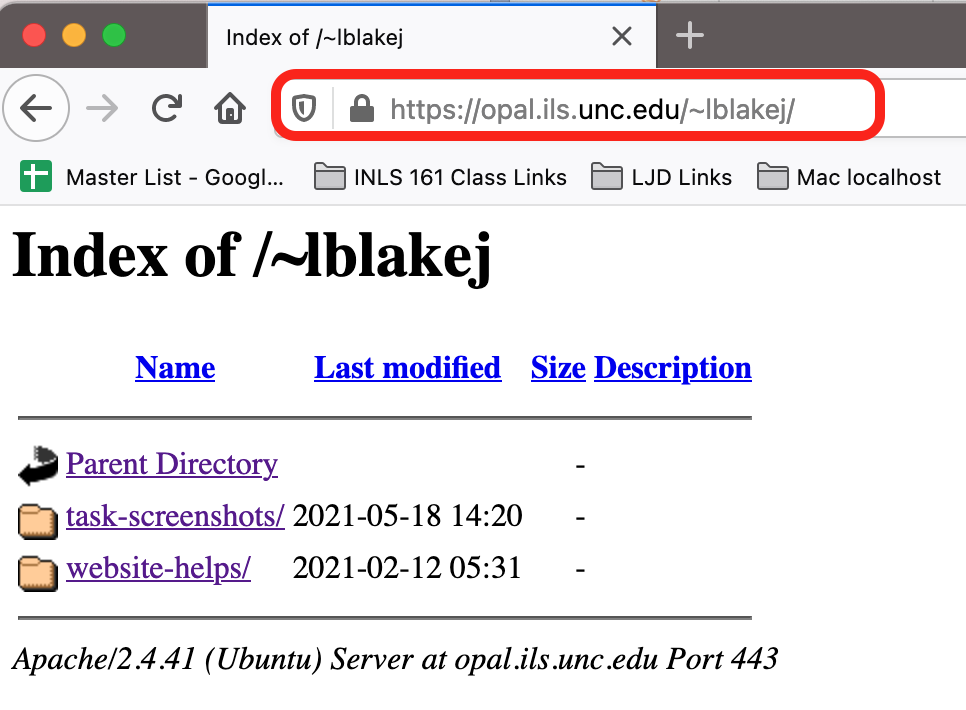 Index of /~lblakej
https://opal.ils.unc.edu/~lblakej/
Master List - Googl... INLS 161 Class Links LJD Links Mac localhost
Index of /~lblakej
Name Last modified Size Description
Parent Directory -
task-screenshots/ 2021-05-18 14:20 -
website-helps/ 2021-02-12 05:31 -
Apache/2.4.41 (Ubuntu) Server at opal.ils.unc.edu Port 443